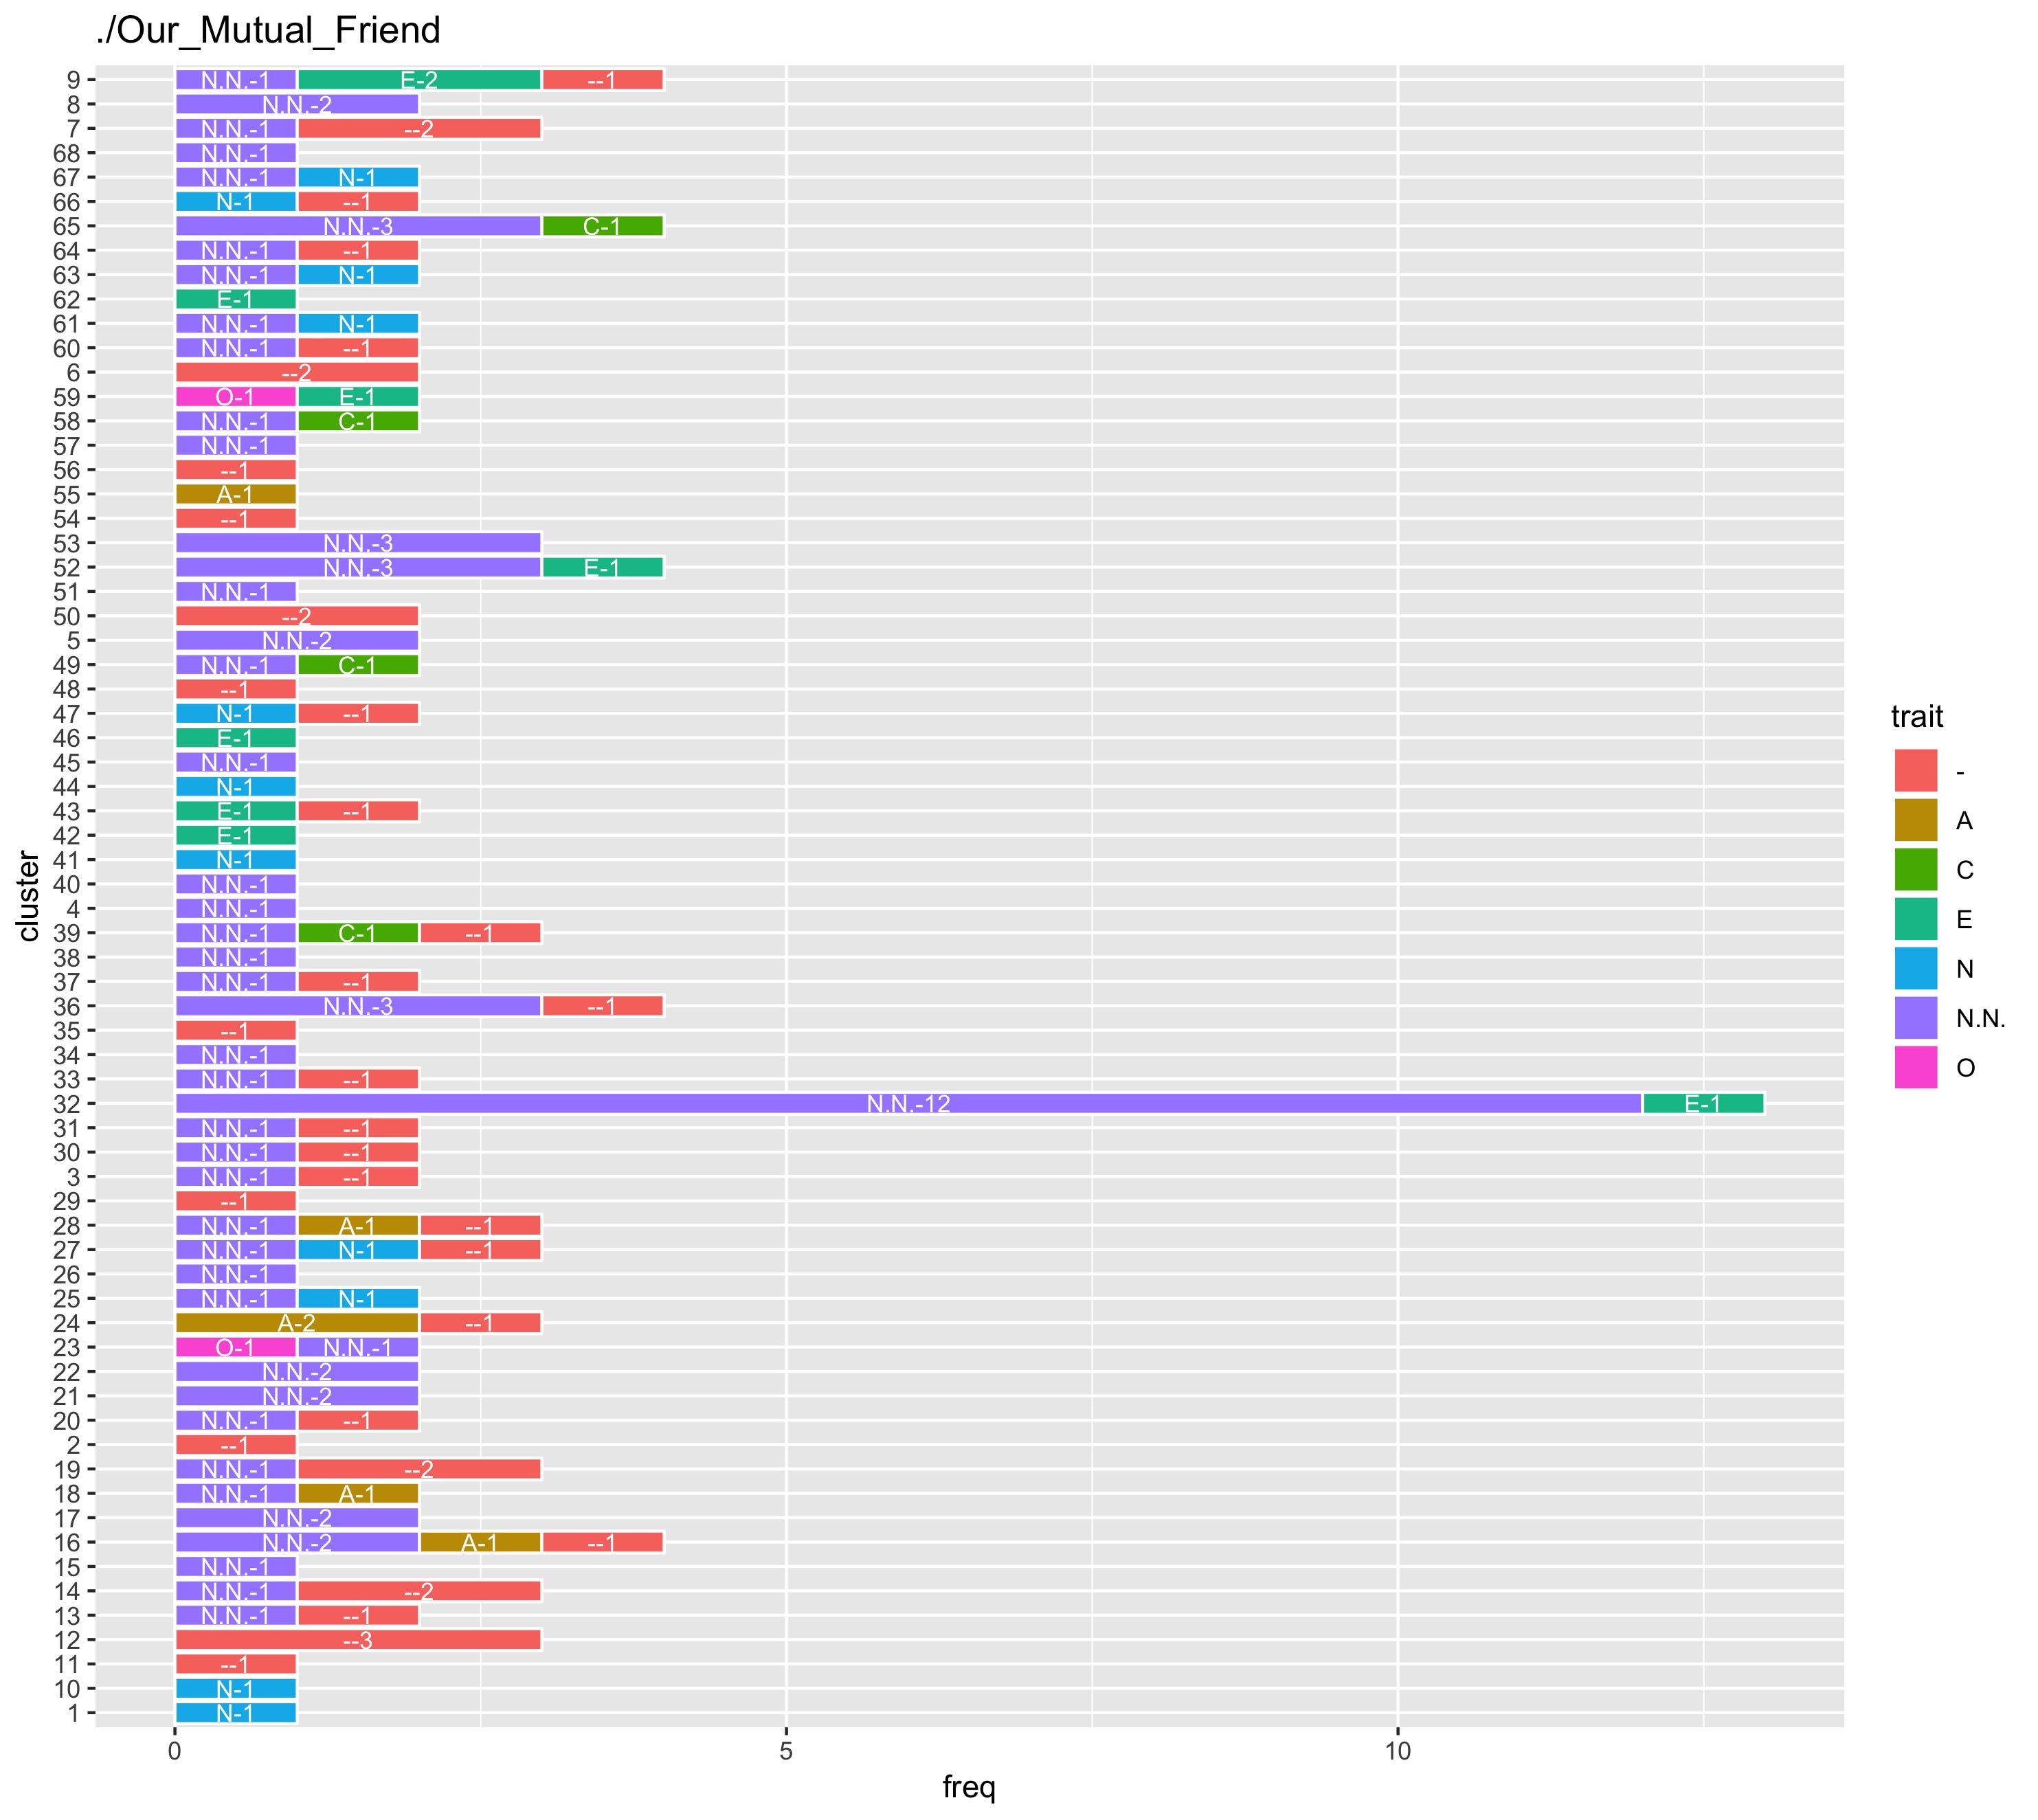 ./Our_Mutual_Friend
9 N.N.-1 E-2 --1
8 N.N.-2
7 N.N.-1 --2
68 N.N.-1
67 N.N.-1 N-1
66 N-1 --1
65 N.N.-3 C-1
64 N.N.-1 --1
63 N.N.-1 N-1
62 E-1
61 N.N.-1 N-1
60 N.N.-1 --1
6 --2
59 O-1 E-1
58 N.N.-1 C-1
57 N.N.-1
56 --1
55 A-1
54 --1
53 N.N.-3
52 N.N.-3 E-1
51 N.N.-1
50 --2
5 N.N.-2
49 N.N.-1 C-1
48 --1
47 N-1 --1
46 E-1
45 N.N.-1
44 N-1
43 E-1 --1
42 E-1
41 N-1
40 N.N.-1
4 N.N.-1
39 N.N.-1 C-1 --1
38 N.N.-1
37 N.N.-1 --1
36 N.N.-3 --1
35 --1
34 N.N.-1
33 N.N.-1 --1
32 N.N.-12 E-1
31 N.N.-1 --1
30 N.N.-1 --1
3 N.N.-1 --1
29 --1
28 N.N.-1 A-1 --1
27 N.N.-1 N-1 --1
26 N.N.-1
25 N.N.-1 N-1
24 A-2 --1
23 O-1 N.N.-1
22 N.N.-2
21 N.N.-2
20 N.N.-1 --1
2 --1
19 N.N.-1 --2
18 N.N.-1 A-1
17 N.N.-2
16 N.N.-2 A-1 --1
15 N.N.-1
14 N.N.-1 --2
13 N.N.-1 --1
12 --3
11 --1
10 N-1
1 N-1
0 5 10
freq
cluster
trait
-
A
C
E
N
N.N.
O